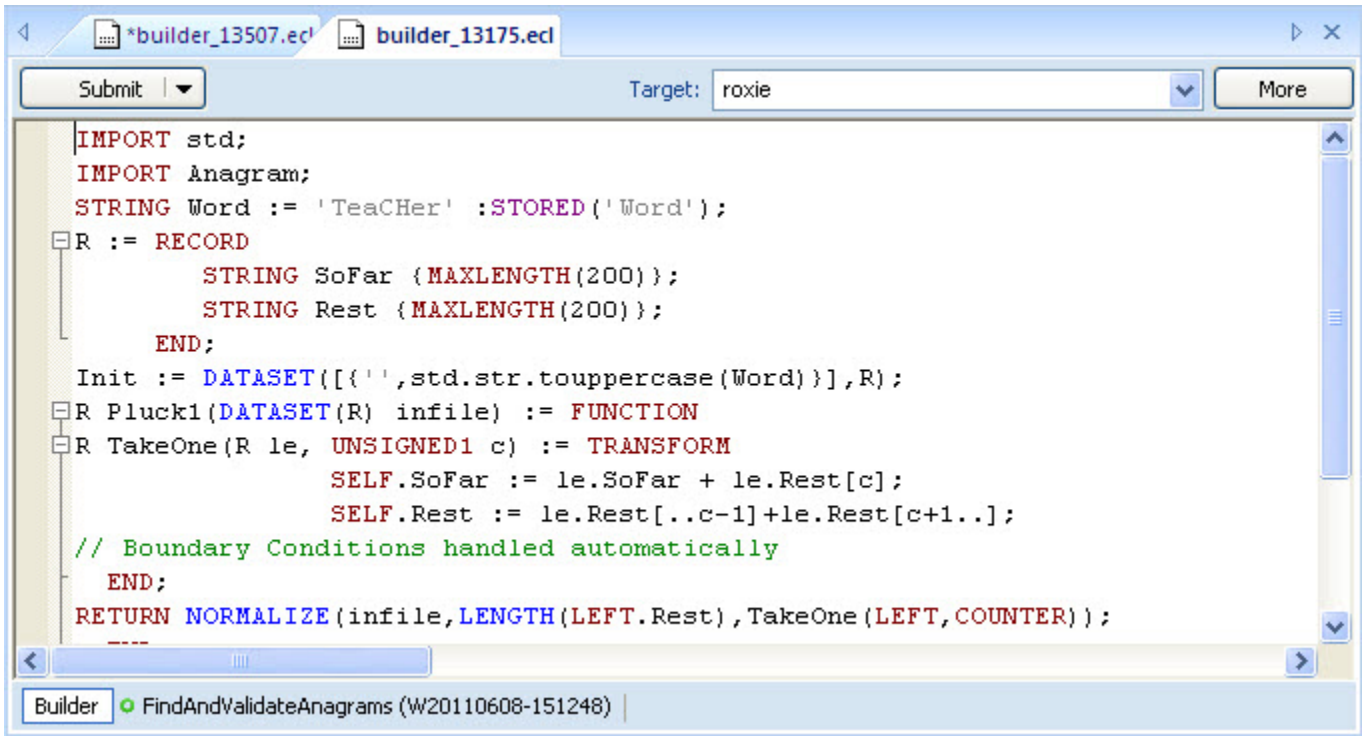 *builder_13507.ecl builder_13175.ecl
Submit Target: roxie More
IMPORT std;
IMPORT Anagram;
STRING Word := 'TeaCHer' :STORED('Word');
R := RECORD
STRING SoFar {MAXLENGTH(200)};
STRING Rest {MAXLENGTH(200)};
END;
Init := DATASET([{'',std.str.touppercase(Word)}],R);
R Pluck1(DATASET(R) infile) := FUNCTION
R TakeOne(R le, UNSIGNED1 c) := TRANSFORM
SELF.SoFar := le.SoFar + le.Rest[c];
SELF.Rest := le.Rest[..c-1]+le.Rest[c+1..];
// Boundary Conditions handled automatically
END;
RETURN NORMALIZE(infile,LENGTH(LEFT.Rest),TakeOne(LEFT,COUNTER));
Builder FindAndValidateAnagrams (W20110608-151248)